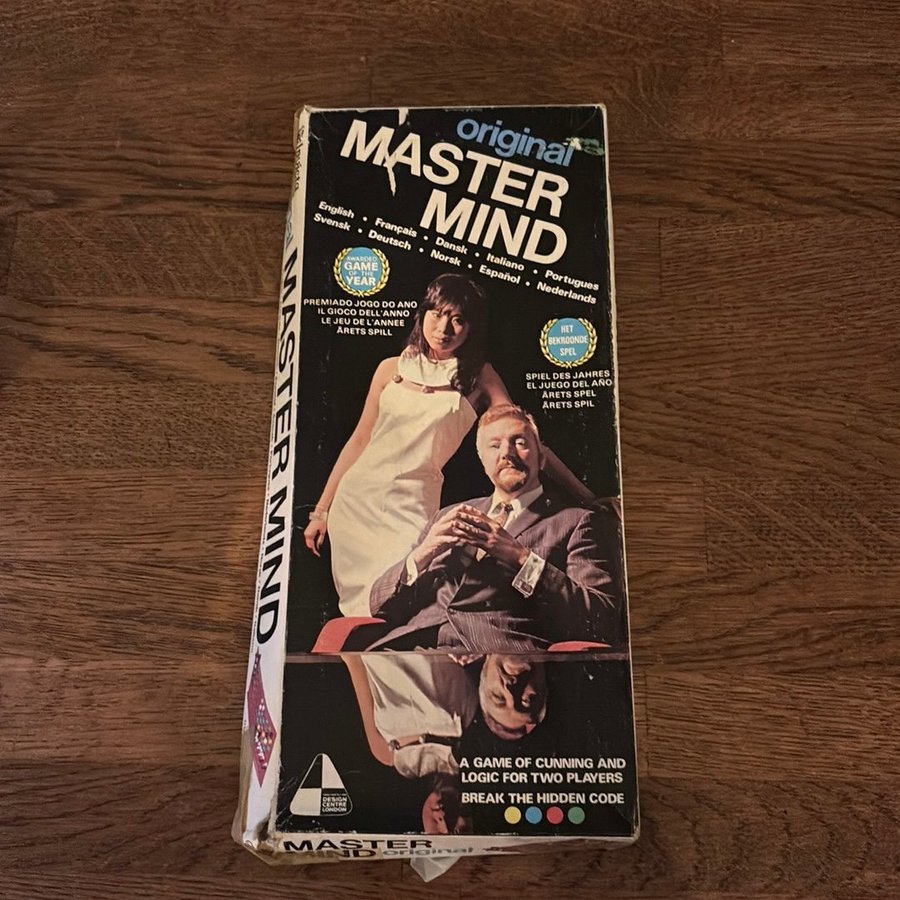 original
MASTER
MIND
English • Français • Dansk • Italiano • Portugues
Svensk • Deutsch • Norsk • Español • Nederlands
AWARDED
GAME
OF THE
YEAR
PREMIADO JOGO DO ANO
IL GIOCO DELL'ANNO
LE JEU DE L'ANNEE
ÅRETS SPILL
HET
BEKROONDE
SPEL
SPIEL DES JAHRES
EL JUEGO DEL AÑO
ÅRETS SPEL
ÅRETS SPIL
A GAME OF CUNNING AND
LOGIC FOR TWO PLAYERS
BREAK THE HIDDEN CODE
DESIGN
CENTRE
LONDON
MASTER MIND
MASTER
MIND original